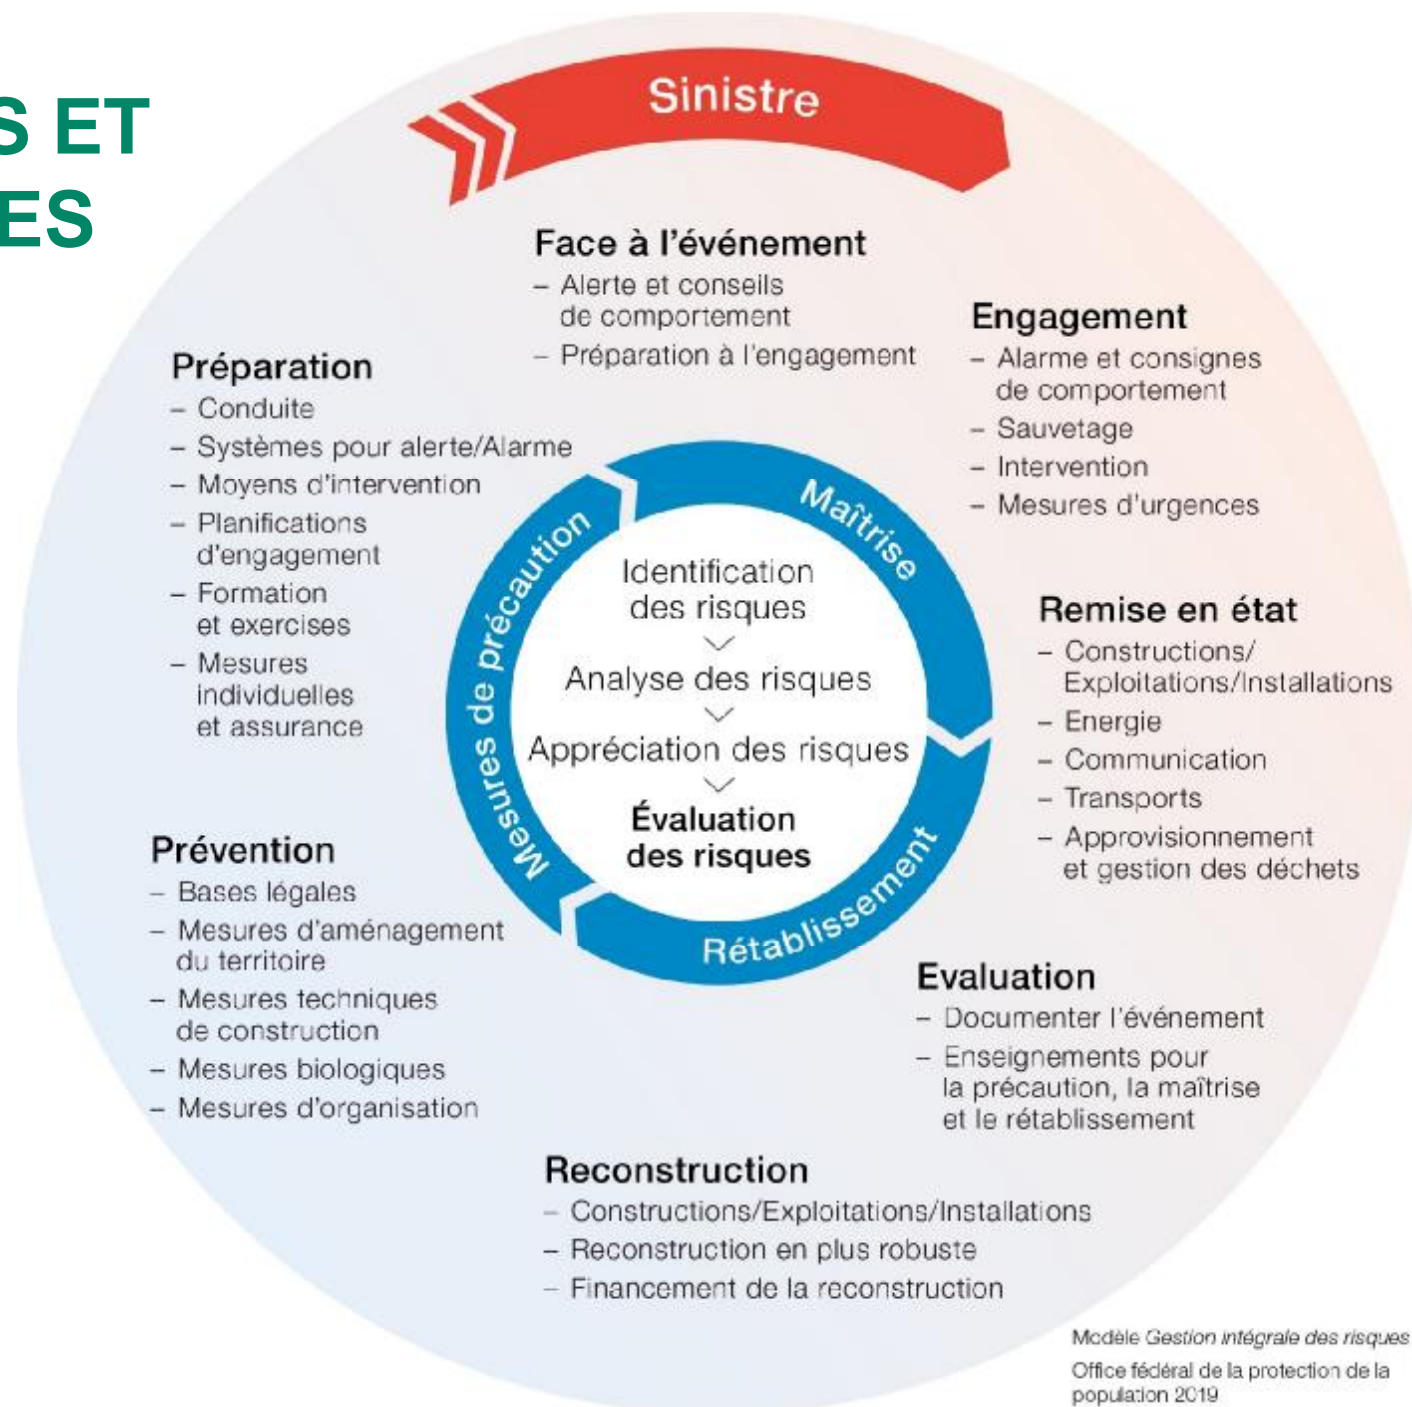 S ET
ES
Sinistre
Face à l'événement
– Alerte et conseils
de comportement
– Préparation à l'engagement
Engagement
– Alarme et consignes
de comportement
– Sauvetage
– Intervention
– Mesures d'urgences
Préparation
– Conduite
– Systèmes pour alerte/Alarme
– Moyens d'intervention
– Planifications
d'engagement
– Formation
et exercises
– Mesures
individuelles
et assurance
Mesures de précaution
Maîtrise
Rétablissement
Identification
des risques
Analyse des risques
Appréciation des risques
Évaluation
des risques
Remise en état
– Constructions/
Exploitations/Installations
– Energie
– Communication
– Transports
– Approvisionnement
et gestion des déchets
Prévention
– Bases légales
– Mesures d'aménagement
du territoire
– Mesures techniques
de construction
– Mesures biologiques
– Mesures d'organisation
Evaluation
– Documenter l'événement
– Enseignements pour
la précaution, la maîtrise
et le rétablissement
Reconstruction
– Constructions/Exploitations/Installations
– Reconstruction en plus robuste
– Financement de la reconstruction
Modèle Gestion intégrale des risques
Office fédéral de la protection de la
population 2019